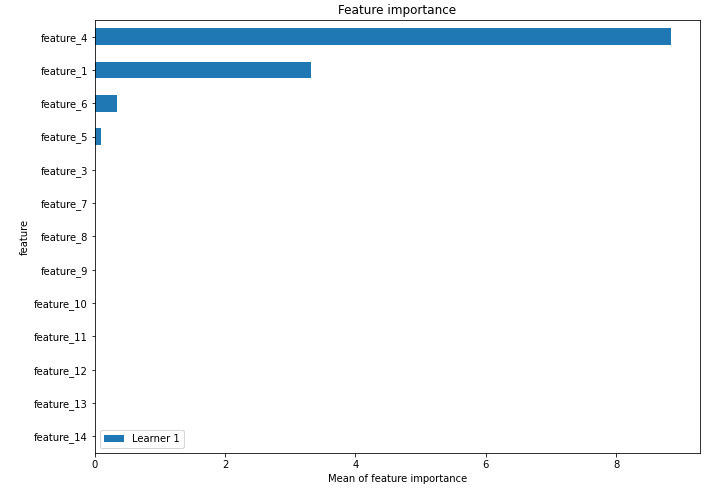 Feature importance
feature_4
feature_1
feature_6
feature_5
feature_3
feature_7
feature_8
feature_9
feature_10
feature_11
feature_12
feature_13
feature_14
feature
Learner 1
0 2 4 6 8
Mean of feature importance